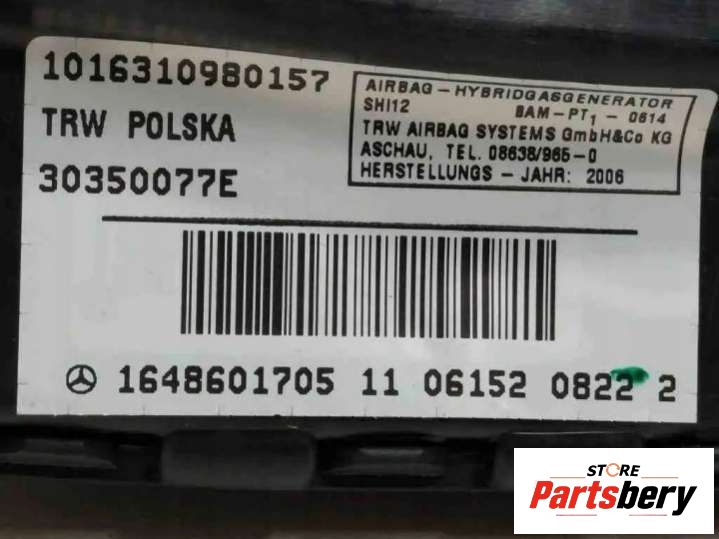 1016310980157
TRW POLSKA
30350077E
AIRBAG-HYBRIDGASGENERATOR
SHI12 BAM-PT1-0614
TRW AIRBAG SYSTEMS GmbH&Co KG
ASCHAU, TEL. 08638/965-0
HERSTELLUNGS - JAHR: 2006
1648601705 11 06152 0822 2
STORE
Partsbery